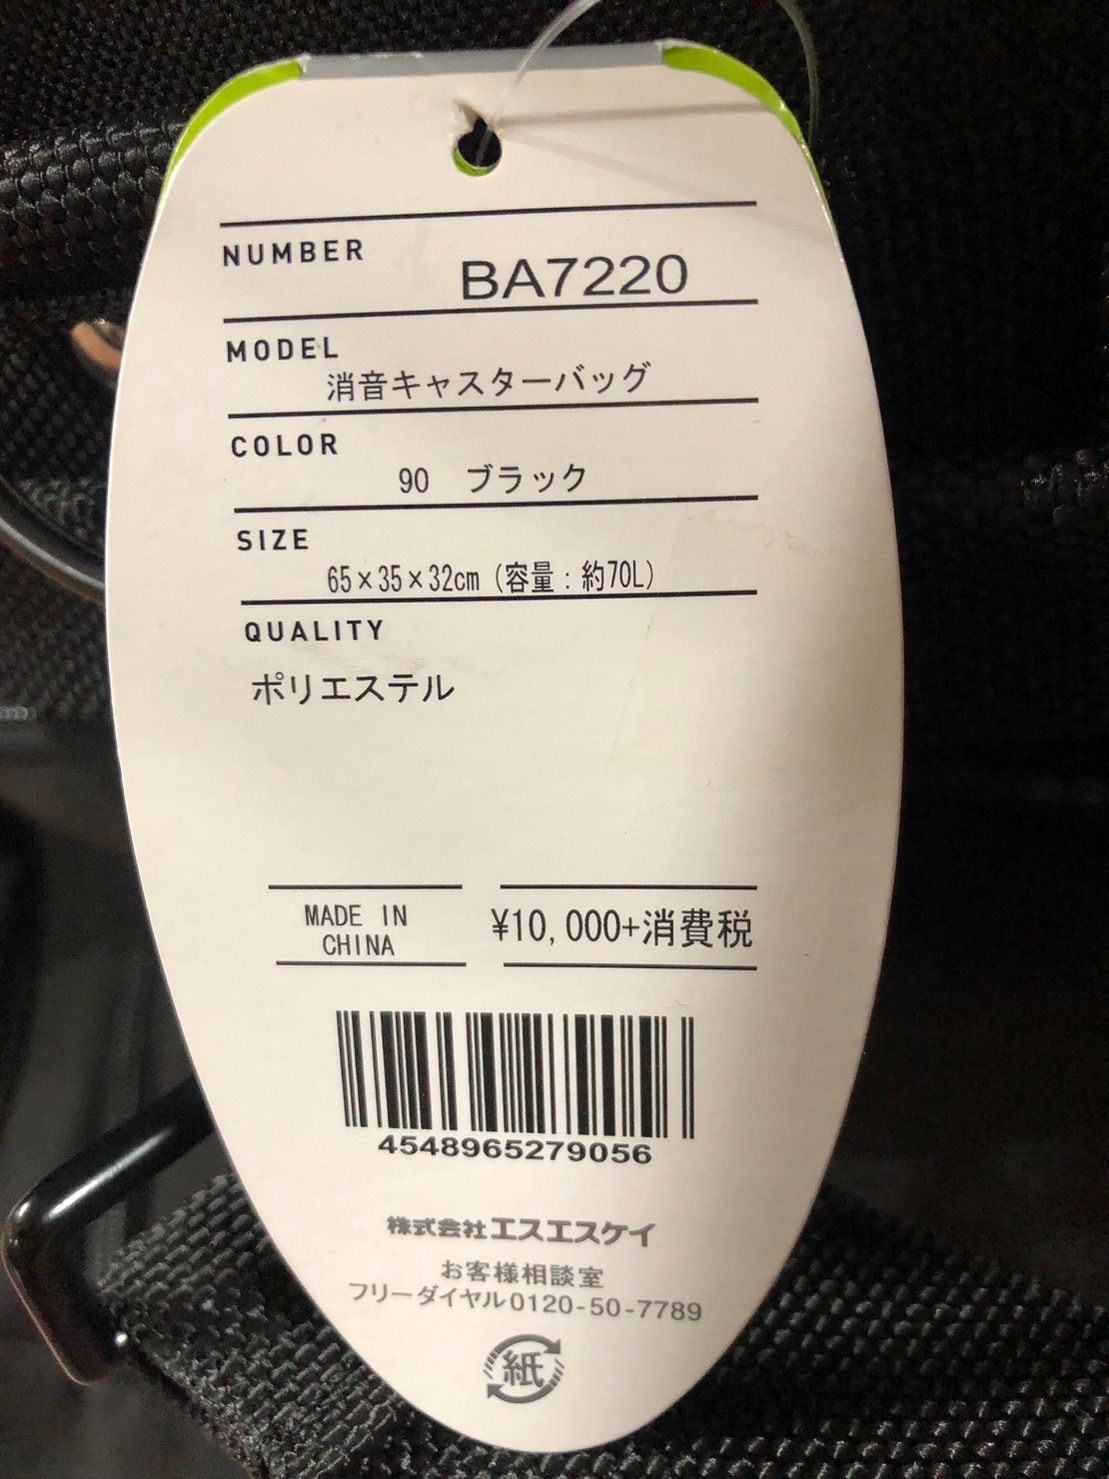 NUMBER
BA7220
MODEL
消音キャスターバッグ
COLOR
90 ブラック
SIZE
65×35×32cm (容量:約70L)
QUALITY
ポリエステル
MADE IN
CHINA
¥10,000+消費税
4548965279056
株式会社エスエスケイ
お客様相談室
フリーダイヤル0120-50-7789
紙